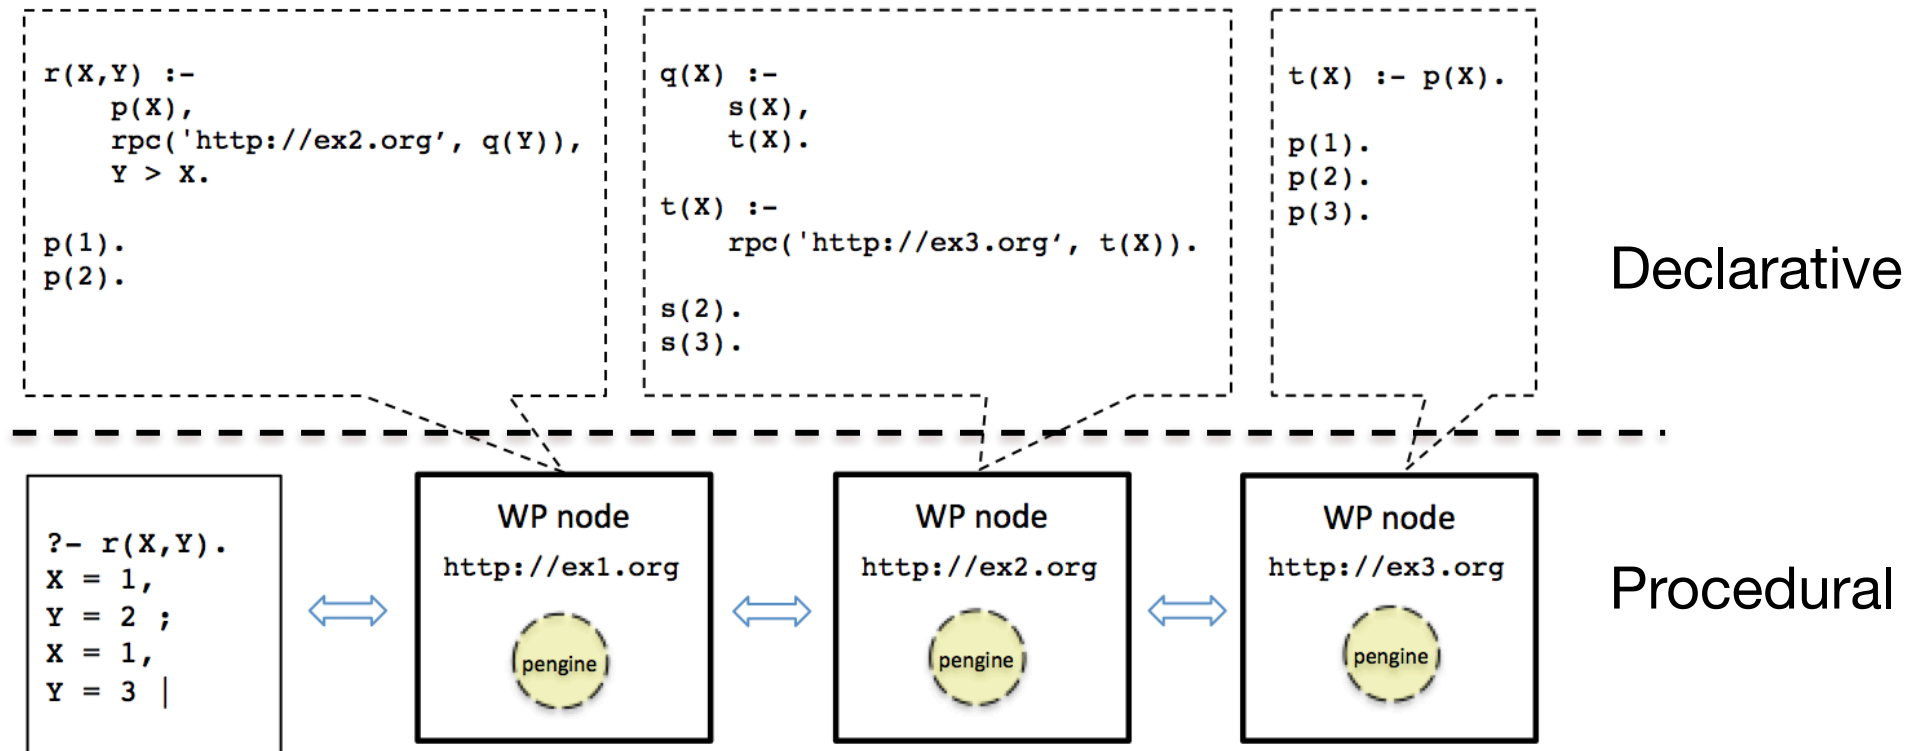 r(X,Y) :-
p(X),
rpc('http://ex2.org’, q(Y)),
Y > X.
p(1).
p(2).
q(X) :-
s(X),
t(X).
t(X) :-
rpc('http://ex3.org‘, t(X)).
s(2).
s(3).
t(X) :- p(X).
p(1).
p(2).
p(3).
Declarative
?- r(X,Y).
X = 1,
Y = 2 ;
X = 1,
Y = 3 |
WP node
http://ex1.org
pengine
WP node
http://ex2.org
pengine
WP node
http://ex3.org
pengine
Procedural